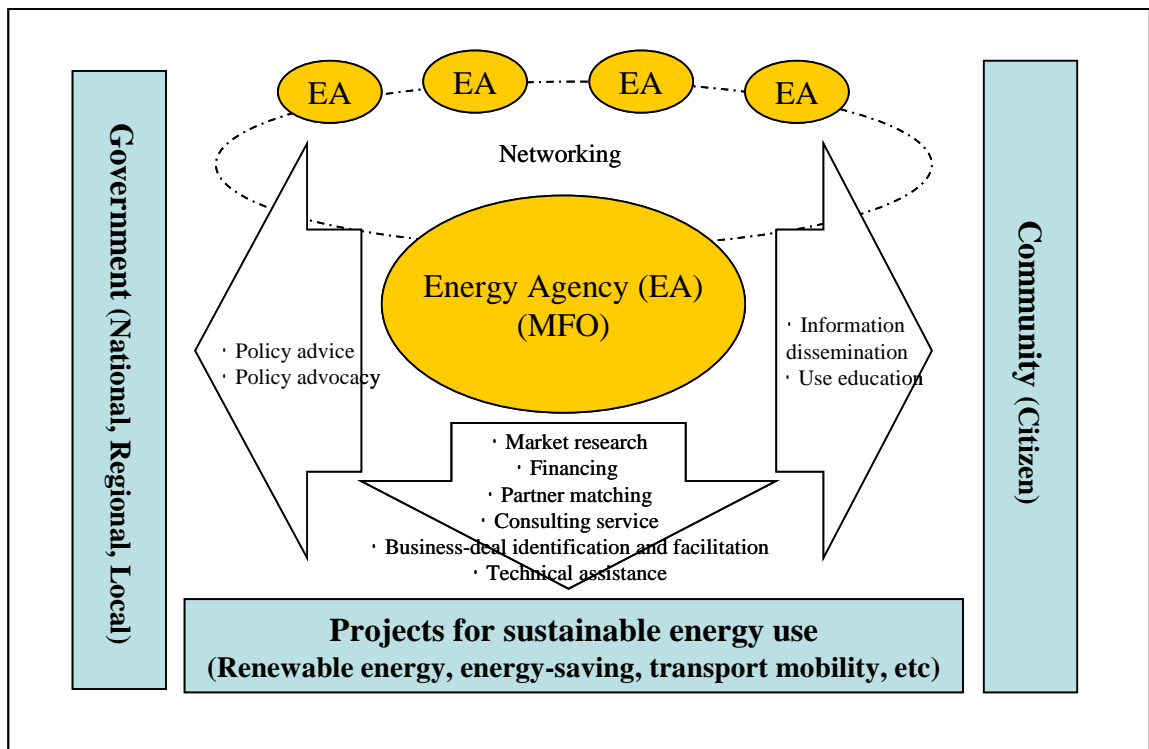 EA
EA
EA
EA
Networking
Government (National, Regional, Local)
Energy Agency (EA)
(MFO)
· Policy advice
· Policy advocacy
· Information
dissemination
· Use education
Community (Citizen)
· Market research
· Financing
· Partner matching
· Consulting service
· Business-deal identification and facilitation
· Technical assistance
Projects for sustainable energy use
(Renewable energy, energy-saving, transport mobility, etc)